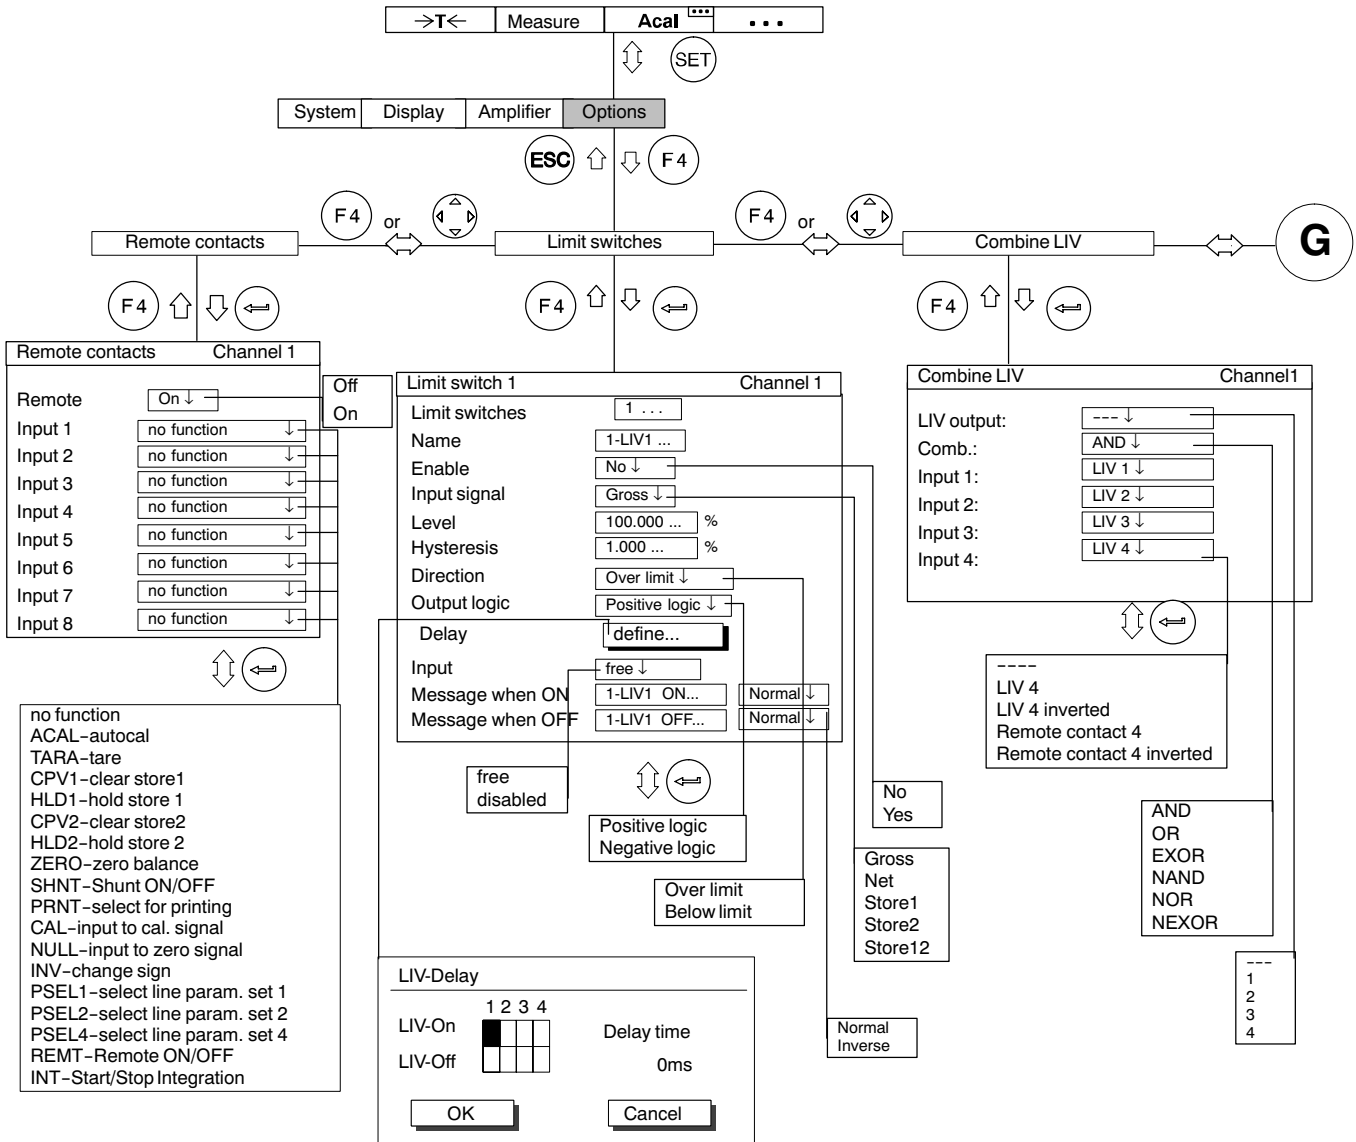 →T← Measure Acal ...
SET
System Display Amplifier Options
ESC F4
F4 or F4 or
Remote contacts Limit switches Combine LIV G
F4 F4 F4
Remote contacts Channel 1
Remote On ↓
Input 1 no function ↓
Input 2 no function ↓
Input 3 no function ↓
Input 4 no function ↓
Input 5 no function ↓
Input 6 no function ↓
Input 7 no function ↓
Input 8 no function ↓
Off
On
no function
ACAL–autocal
TARA–tare
CPV1–clear store1
HLD1–hold store 1
CPV2–clear store2
HLD2–hold store 2
ZERO–zero balance
SHNT–Shunt ON/OFF
PRNT–select for printing
CAL–input to cal. signal
NULL–input to zero signal
INV–change sign
PSEL1–select line param. set 1
PSEL2–select line param. set 2
PSEL4–select line param. set 4
REMT–Remote ON/OFF
INT–Start/Stop Integration
Limit switch 1 Channel 1
Limit switches 1 ...
Name 1-LIV1 ...
Enable No ↓
Input signal Gross ↓
Level 100.000 ... %
Hysteresis 1.000 ... %
Direction Over limit ↓
Output logic Positive logic ↓
Delay define...
Input free ↓
Message when ON 1-LIV1 ON... Normal ↓
Message when OFF 1-LIV1 OFF... Normal ↓
free
disabled
Positive logic
Negative logic
Over limit
Below limit
No
Yes
Gross
Net
Store1
Store2
Store12
Normal
Inverse
LIV-Delay
1 2 3 4
LIV-On Delay time
LIV-Off 0ms
OK Cancel
Combine LIV Channel1
LIV output: --- ↓
Comb.: AND ↓
Input 1: LIV 1 ↓
Input 2: LIV 2 ↓
Input 3: LIV 3 ↓
Input 4: LIV 4 ↓
----
LIV 4
LIV 4 inverted
Remote contact 4
Remote contact 4 inverted
AND
OR
EXOR
NAND
NOR
NEXOR
---
1
2
3
4